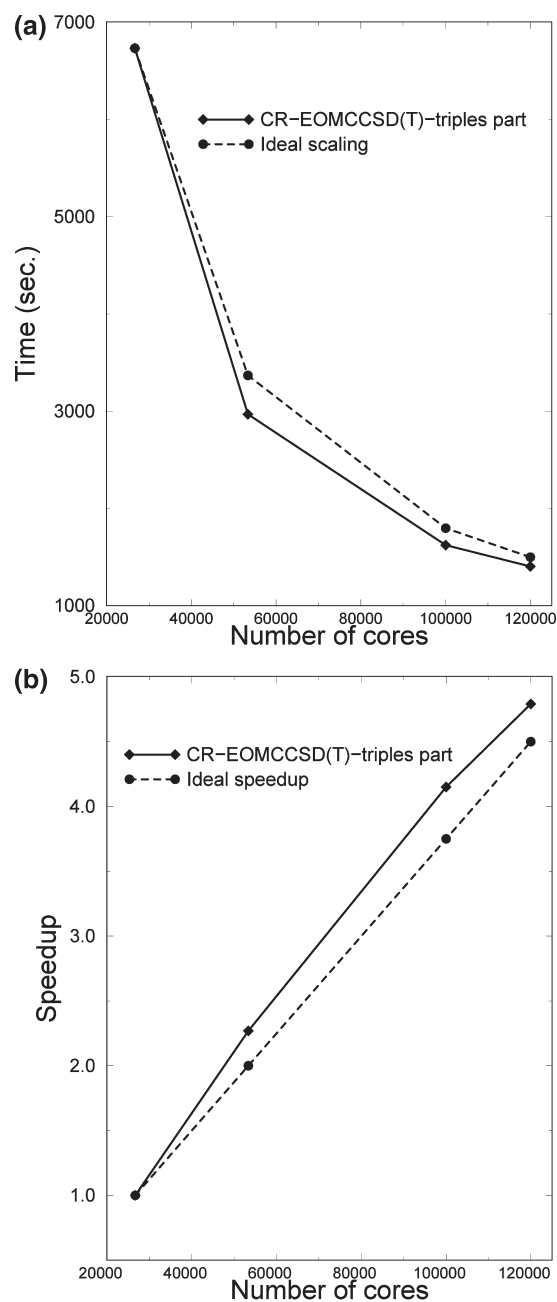 (a)
7000
CR−EOMCCSD(T)−triples part
Ideal scaling
5000
Time (sec.)
3000
1000
20000 40000 60000 80000 100000 120000
Number of cores
(b)
5.0
CR−EOMCCSD(T)−triples part
Ideal speedup
4.0
Speedup
3.0
2.0
1.0
20000 40000 60000 80000 100000 120000
Number of cores